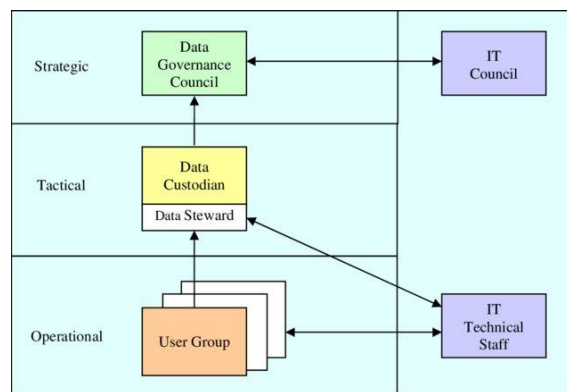 Strategic
Data
Governance
Council
IT
Council
Tactical
Data
Custodian
Data Steward
Operational
User Group
IT
Technical
Staff